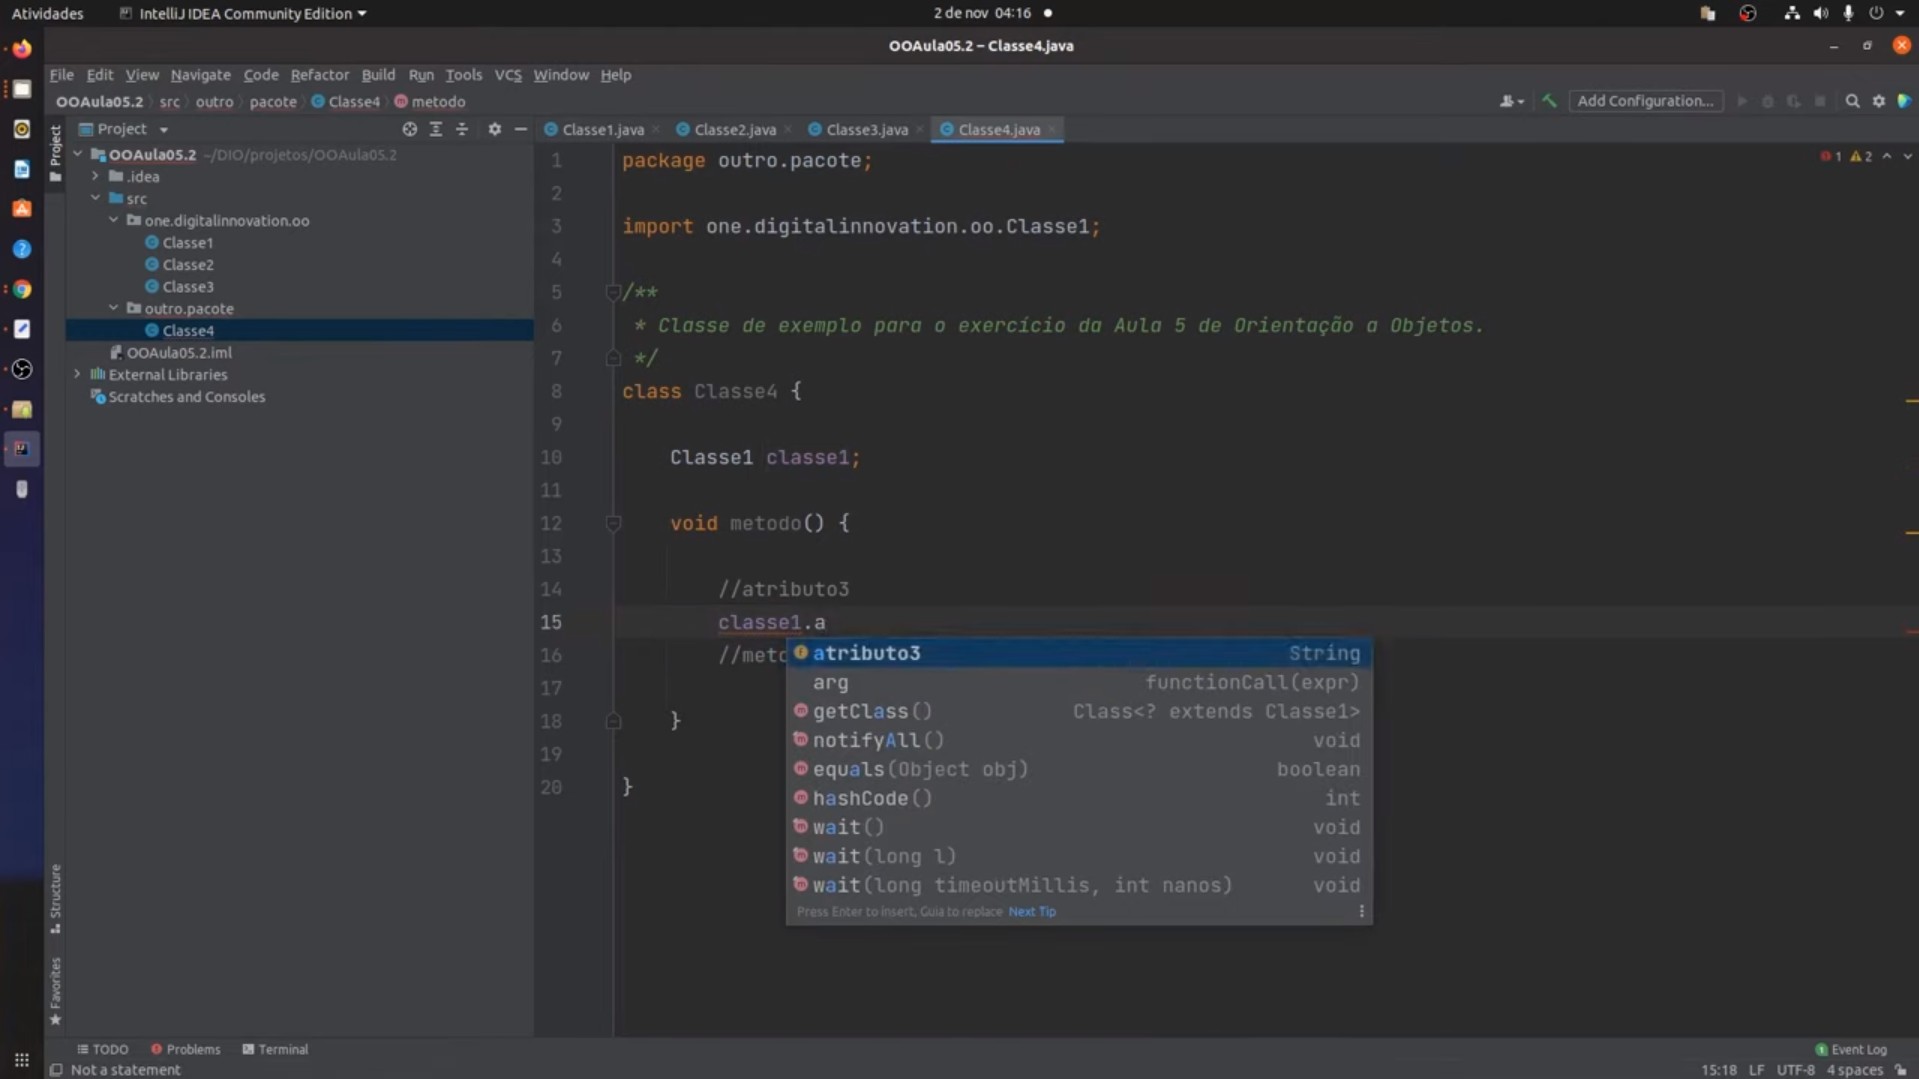 Atividades IntelliJ IDEA Community Edition 2 de nov 04:16
OOAula05.2 – Classe4.java
File Edit View Navigate Code Refactor Build Run Tools VCS Window Help
OOAula05.2 src outro pacote Classe4 metodo Add Configuration...
Project
Project
Classe1.java Classe2.java Classe3.java Classe4.java
OOAula05.2 ~/DIO/projetos/OOAula05.2
.idea
src
one.digitalinnovation.oo
Classe1
Classe2
Classe3
outro.pacote
Classe4
OOAula05.2.iml
External Libraries
Scratches and Consoles
1 package outro.pacote; 1 2
2
3 import one.digitalinnovation.oo.Classe1;
4
5 /**
6 * Classe de exemplo para o exercício da Aula 5 de Orientação a Objetos.
7 */
8 class Classe4 {
9
10 Classe1 classe1;
11
12 void metodo() {
13
14 //atributo3
15 classe1.a
16 //meto
17
18 }
19
20 }
atributo3 String
arg functionCall(expr)
getClass() Class<? extends Classe1>
notifyAll() void
equals(Object obj) boolean
hashCode() int
wait() void
wait(long l) void
wait(long timeoutMillis, int nanos) void
Press Enter to insert, Guia to replace Next Tip
Structure
Favorites
TODO Problems Terminal 1 Event Log
Not a statement 15:18 LF UTF-8 4 spaces